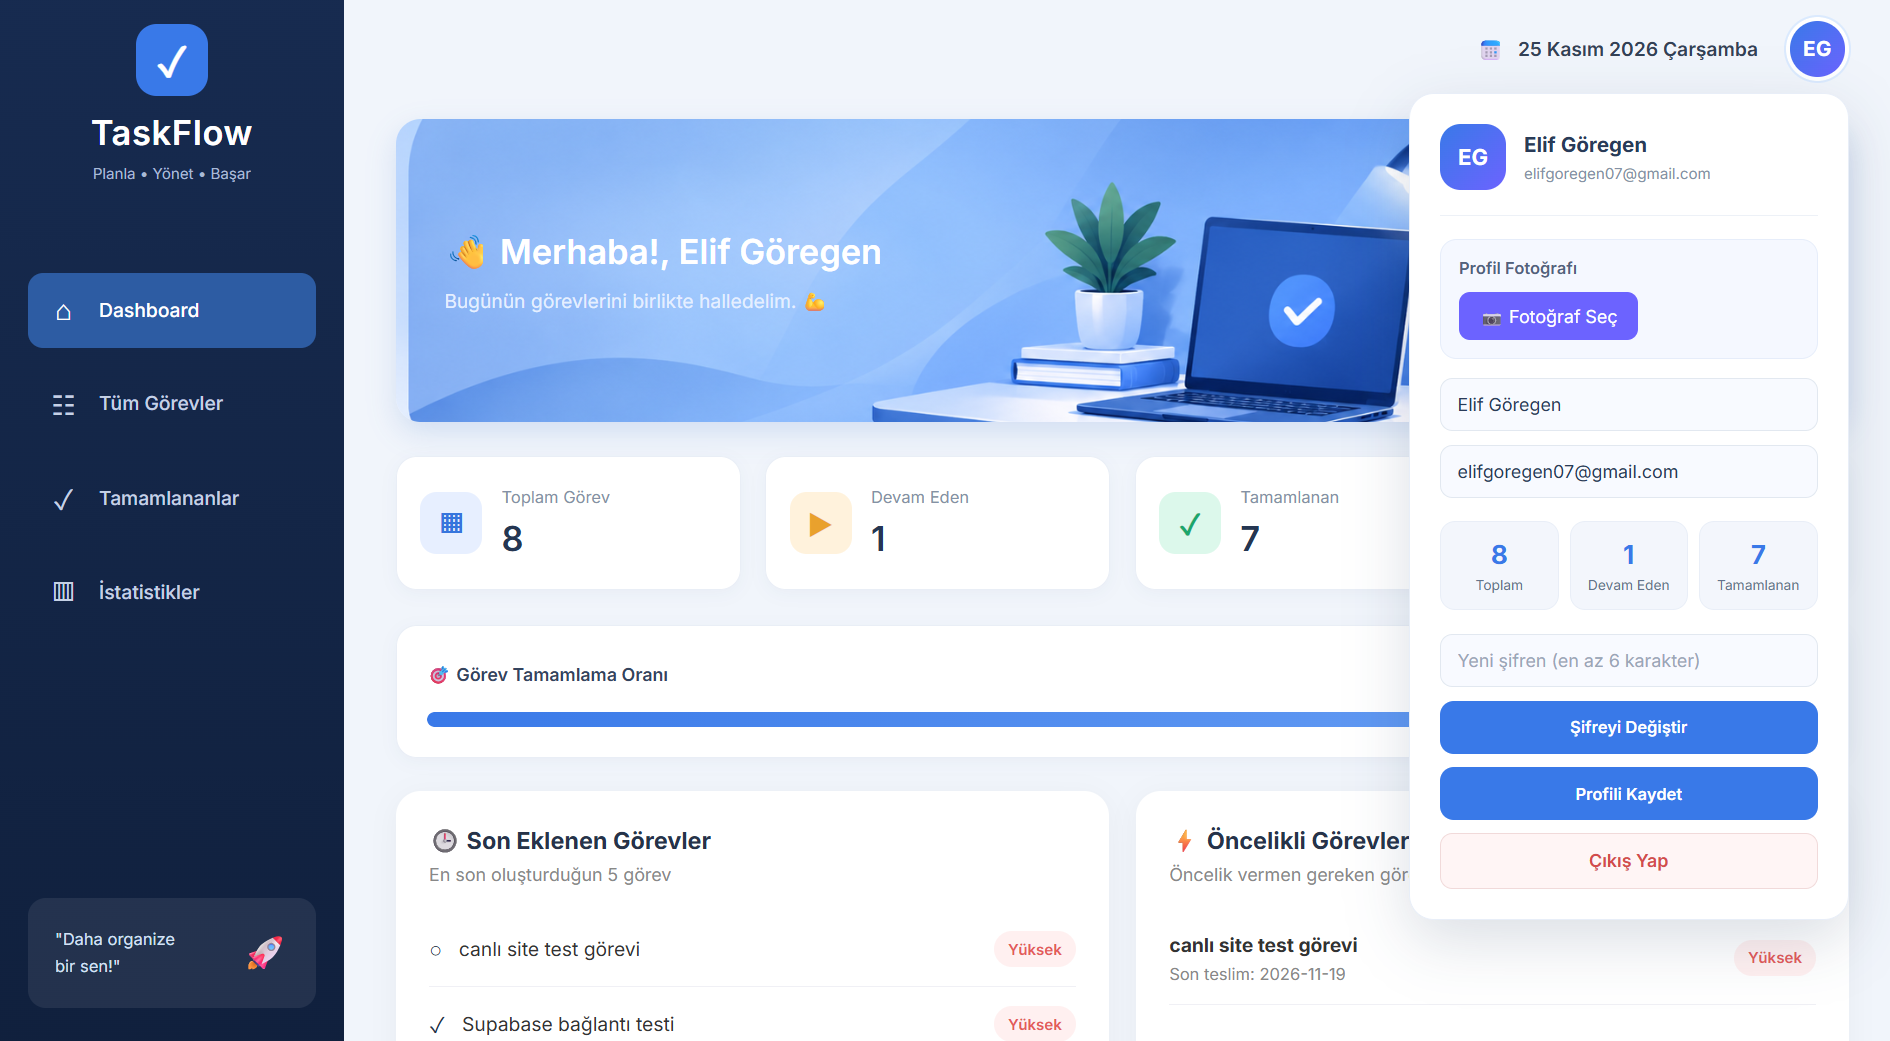 TaskFlow
Planla • Yönet • Başar
Dashboard
Tüm Görevler
Tamamlananlar
İstatistikler
"Daha organize
bir sen!"
25 Kasım 2026 Çarşamba
EG
👋 Merhaba!, Elif Göregen
Bugünün görevlerini birlikte halledelim. 💪
Toplam Görev
8
Devam Eden
1
Tamamlanan
7
🎯 Görev Tamamlama Oranı
Son Eklenen Görevler
En son oluşturduğun 5 görev
canlı site test görevi
Yüksek
Supabase bağlantı testi
Yüksek
Öncelikli Görevler
Öncelik vermen gereken gör
canlı site test görevi
Son teslim: 2026-11-19
Yüksek
EG
Elif Göregen
elifgoregen07@gmail.com
Profil Fotoğrafı
📷 Fotoğraf Seç
Elif Göregen
elifgoregen07@gmail.com
8
Toplam
1
Devam Eden
7
Tamamlanan
Yeni şifren (en az 6 karakter)
Şifreyi Değiştir
Profili Kaydet
Çıkış Yap